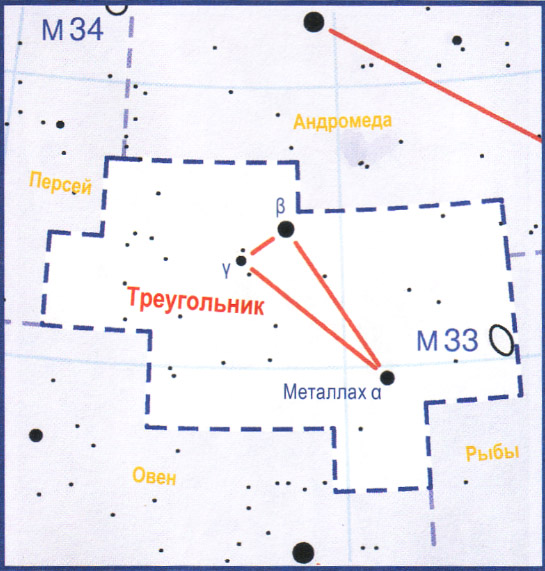 М 34
Андромеда
Персей
β
γ
Треугольник
М 33
Металлах α
Рыбы
Овен